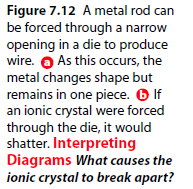 Figure 7.12 A metal rod can
be forced through a narrow
opening in a die to produce
wire. a As this occurs, the
metal changes shape but
remains in one piece. b If
an ionic crystal were forced
through the die, it would
shatter. Interpreting
Diagrams What causes the
ionic crystal to break apart?